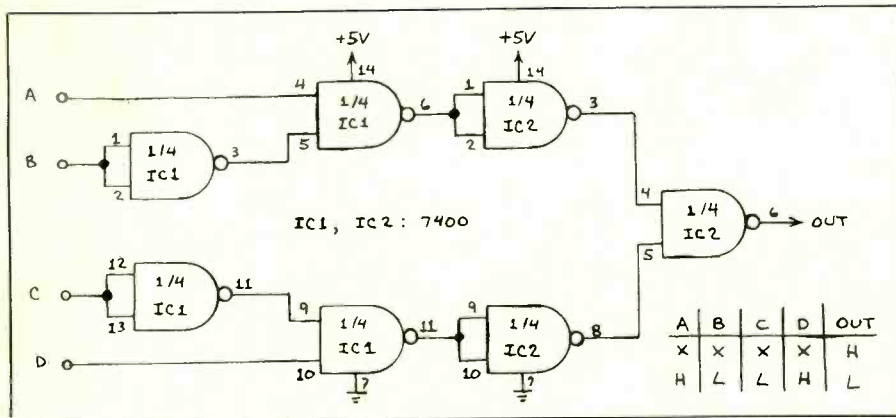 +5V +5V
14 14
A 4 1/4 IC1 6 1 1/4 IC2 3
5 2
B 1 1/4 IC1 3
2
4 1/4 IC2 6 OUT
5
IC1, IC2: 7400
C 12 1/4 IC1 11
13
9 1/4 IC1 11 9 1/4 IC2 8
D 10 10
7 7
A B C D OUT
X X X X H
H L L H L